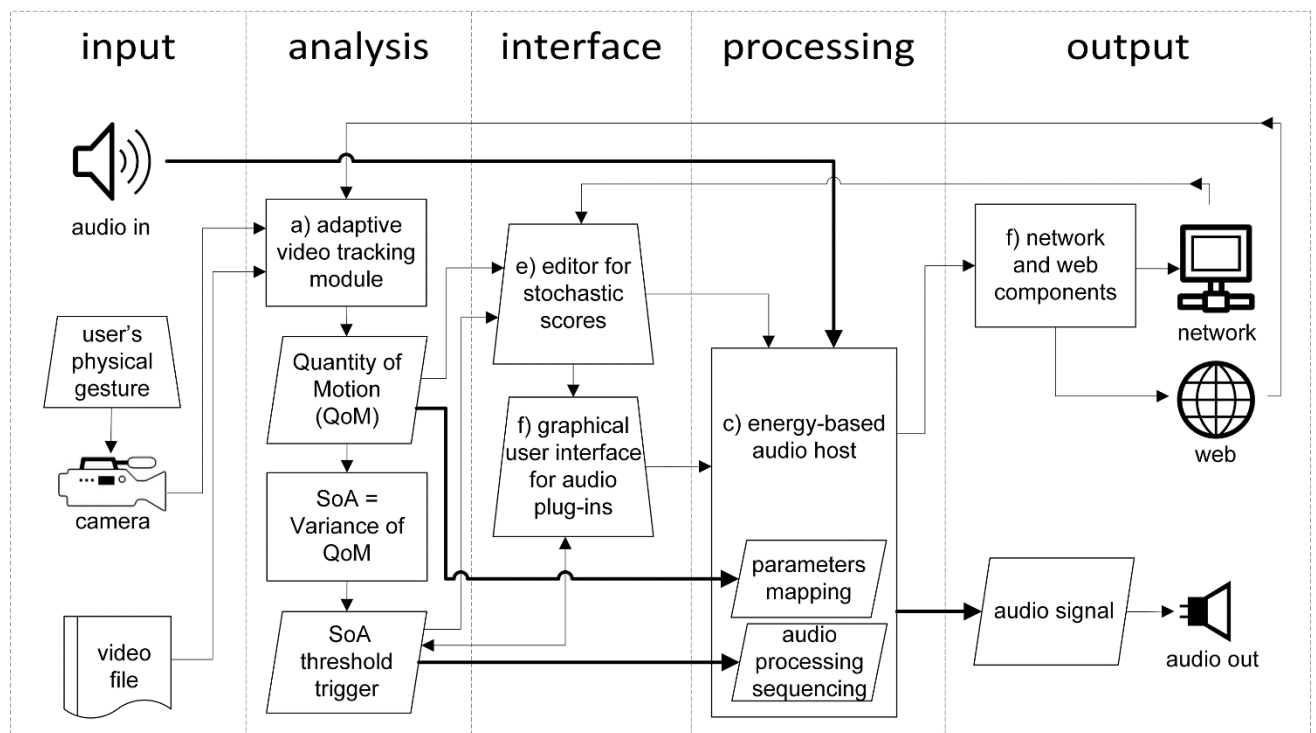 input
analysis
interface
processing
output
audio in
user's
physical
gesture
camera
video
file
a) adaptive
video tracking
module
Quantity of
Motion
(QoM)
SoA =
Variance of
QoM
SoA
threshold
trigger
e) editor for
stochastic
scores
f) graphical
user interface
for audio
plug-ins
c) energy-based
audio host
parameters
mapping
audio
processing
sequencing
f) network
and web
components
network
web
audio signal
audio out